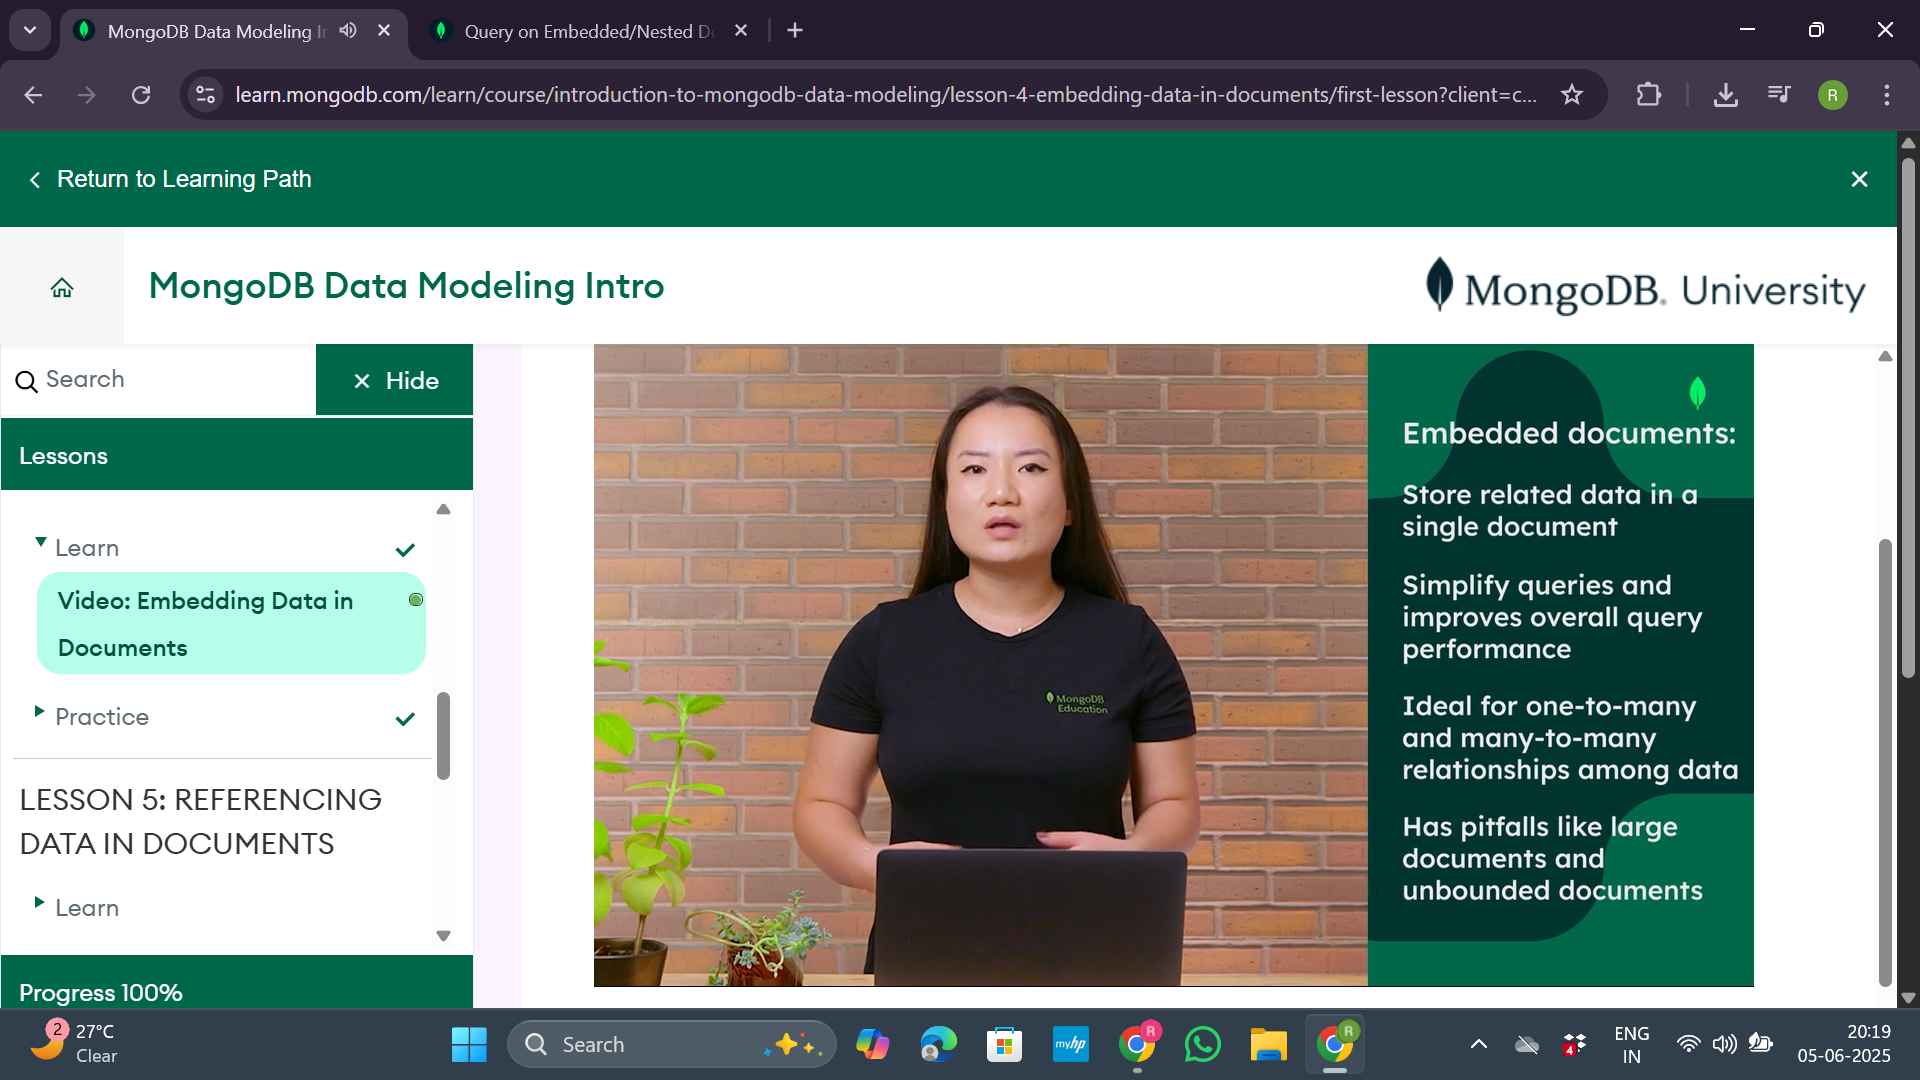 MongoDB Data Modeling In
Query on Embedded/Nested Do
learn.mongodb.com/learn/course/introduction-to-mongodb-data-modeling/lesson-4-embedding-data-in-documents/first-lesson?client=c...
R
Return to Learning Path
MongoDB Data Modeling Intro
MongoDB. University
Search
Hide
Lessons
Learn
Video: Embedding Data in
Documents
Practice
LESSON 5: REFERENCING
DATA IN DOCUMENTS
Learn
Progress 100%
MongoDB
Education
Embedded documents:
Store related data in a
single document
Simplify queries and
improves overall query
performance
Ideal for one-to-many
and many-to-many
relationships among data
Has pitfalls like large
documents and
unbounded documents
2
27°C
Clear
Search
myhp
R
R
4
ENG
IN
20:19
05-06-2025